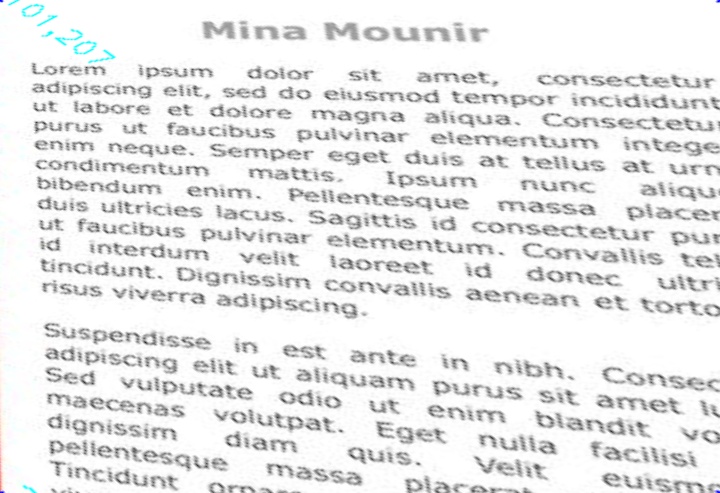 01,207
Mina Mounir
Lorem ipsum dolor sit amet, consectetur
adipiscing elit, sed do eiusmod tempor incididunt
ut labore et dolore magna aliqua. Consectetu
purus ut faucibus pulvinar elementum intege
enim neque. Semper eget duis at tellus at urn
condimentum mattis. Ipsum nunc aliqu
bibendum enim. Pellentesque massa placer
duis ultricies lacus. Sagittis id consectetur pur
ut faucibus pulvinar elementum. Convallis tel
id interdum velit laoreet id donec ultri
tincidunt. Dignissim convallis aenean et torto
risus viverra adipiscing.
Suspendisse in est ante in nibh. Consec
adipiscing elit ut aliquam purus sit amet lu
Sed vulputate odio ut enim blandit vo
maecenas volutpat. Eget nulla facilisi
dignissim diam quis. Velit euism
pellentesque massa placerat
Tincidunt